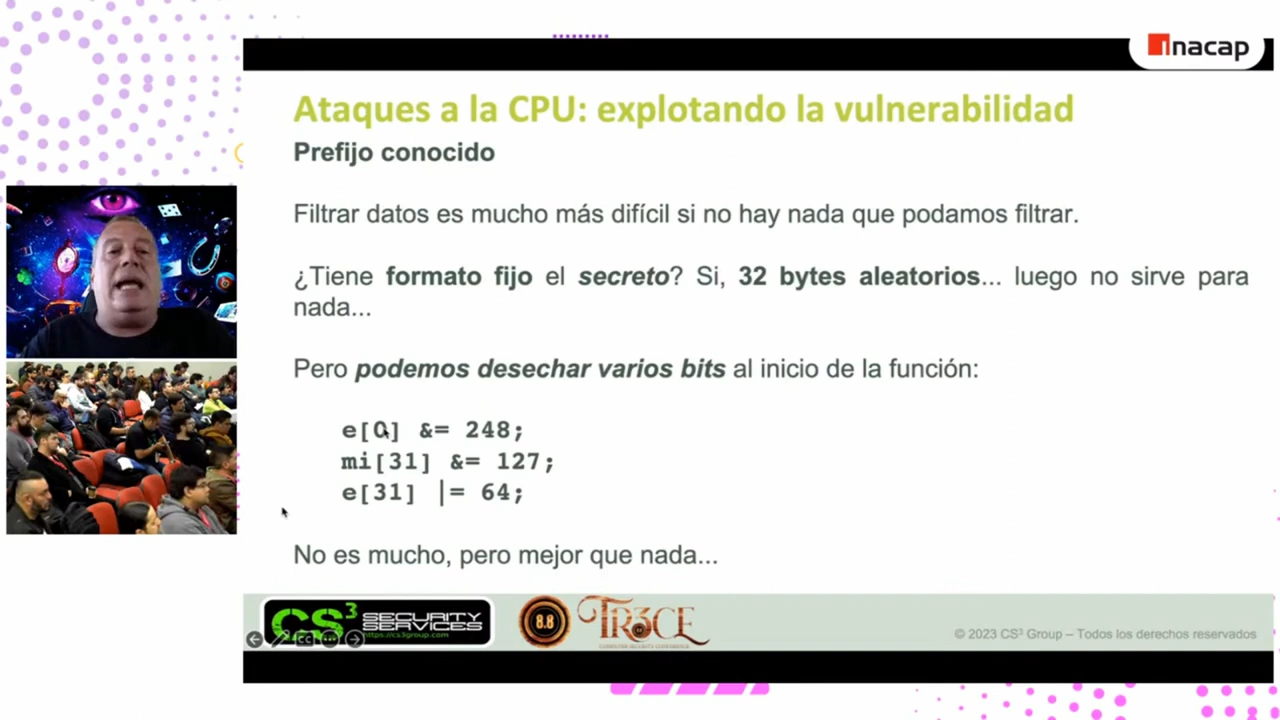 inacap
Ataques a la CPU: explotando la vulnerabilidad
Prefijo conocido
Filtrar datos es mucho más difícil si no hay nada que podamos filtrar.
¿Tiene formato fijo el secreto? Si, 32 bytes aleatorios... luego no sirve para
nada...
Pero podemos desechar varios bits al inicio de la función:
e[0] &= 248;
mi[31] &= 127;
e[31] |= 64;
No es mucho, pero mejor que nada...
CS3 SECURITY SERVICES
https://cs3group.com
8.8
TR3CE
COMPUTER SECURITY CONFERENCE
© 2023 CS³ Group – Todos los derechos reservados
CC